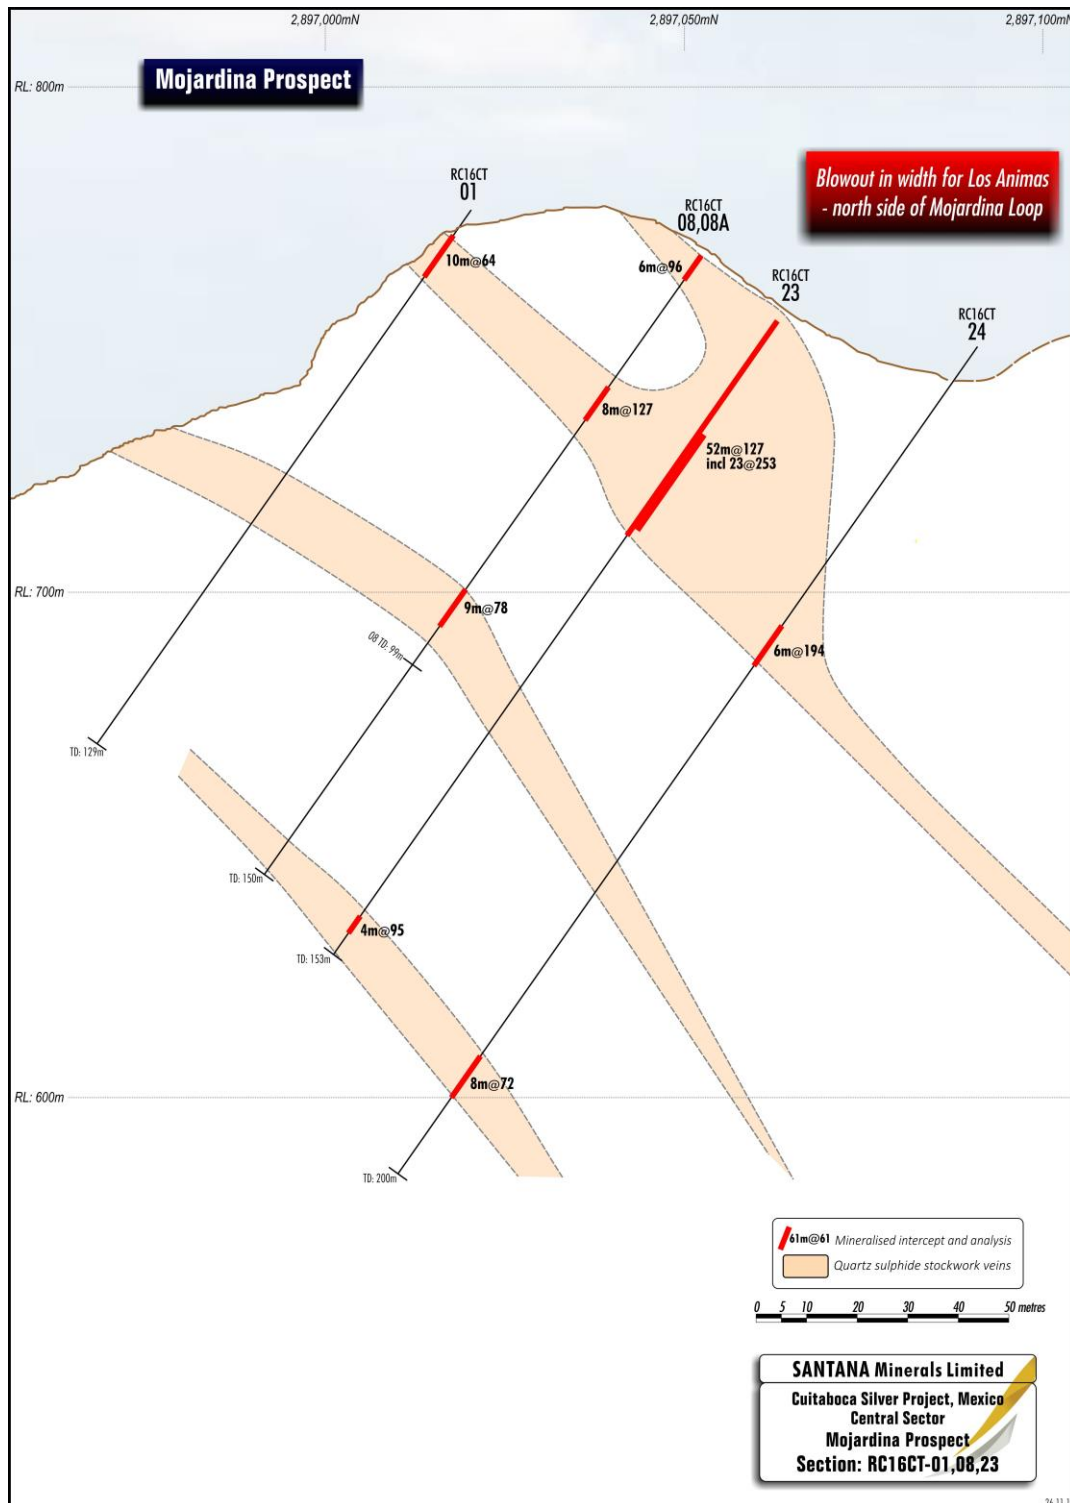 2,897,000mN
2,897,050mN
2,897,100mN
RL: 800m
Mojardina Prospect
Blowout in width for Los Animas
- north side of Mojardina Loop
RC16CT
01
RC16CT
08,08A
RC16CT
23
RC16CT
24
10m@64
6m@96
8m@127
52m@127
incl 23@253
RL: 700m
9m@78
08 TD: 99m
6m@194
TD: 129m
TD: 150m
4m@95
TD: 153m
8m@72
RL: 600m
TD: 200m
61m@61 Mineralised intercept and analysis
Quartz sulphide stockwork veins
0 5 10 20 30 40 50 metres
SANTANA Minerals Limited
Cuitaboca Silver Project, Mexico
Central Sector
Mojardina Prospect
Section: RC16CT-01,08,23